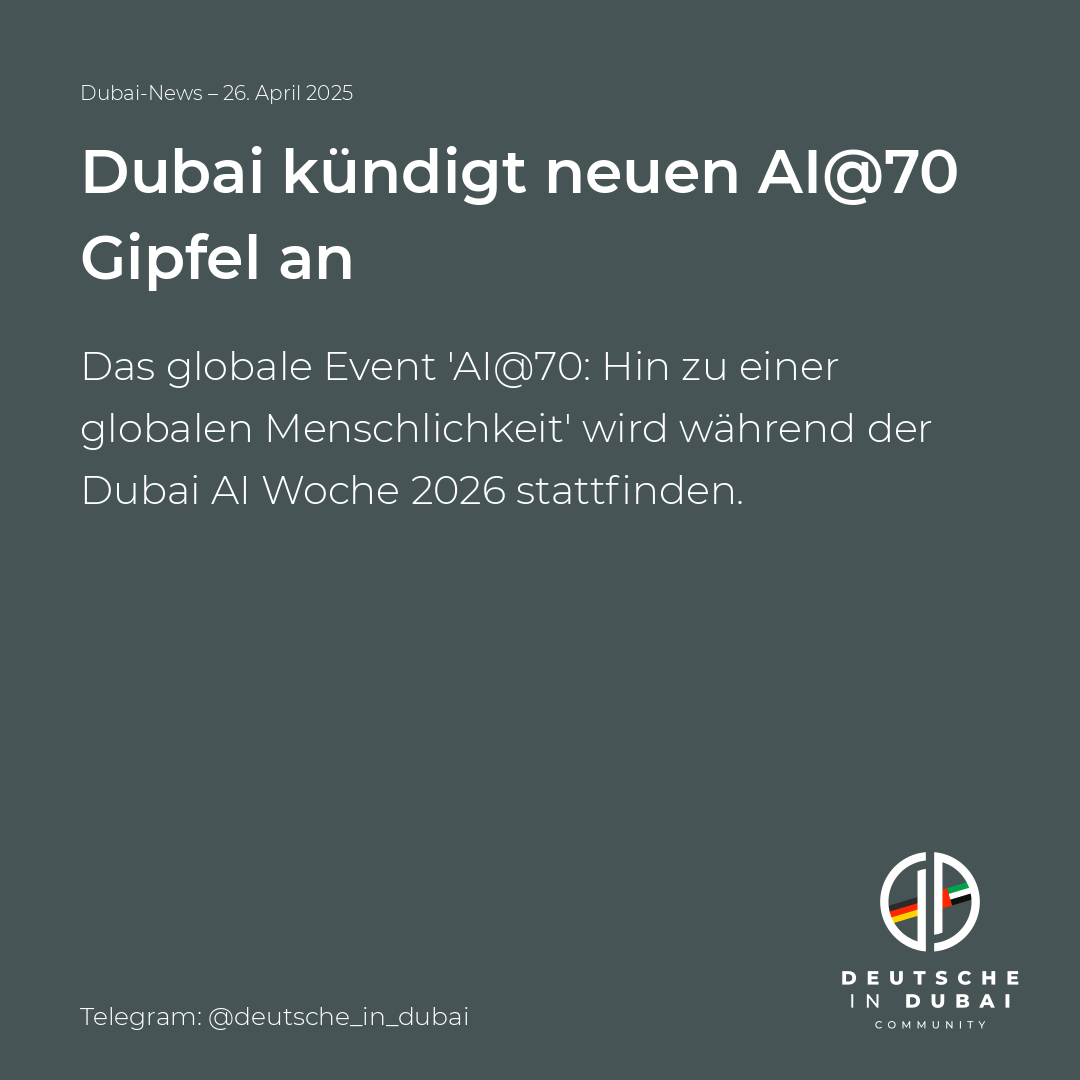 Dubai-News – 26. April 2025
Dubai kündigt neuen AI@70
Gipfel an
Das globale Event 'AI@70: Hin zu einer
globalen Menschlichkeit' wird während der
Dubai AI Woche 2026 stattfinden.
DEUTSCHE
IN DUBAI
COMMUNITY
Telegram: @deutsche_in_dubai